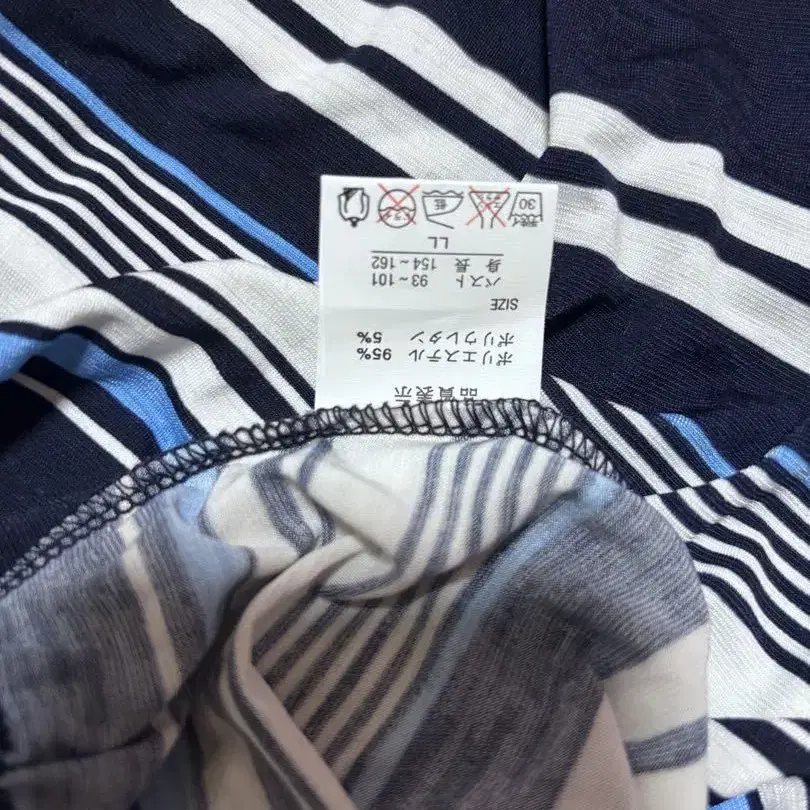 品質表示
ポリエステル 95%
ポリウレタン 5%
SIZE
バスト 93~101
身長 154~162
LL
30 低